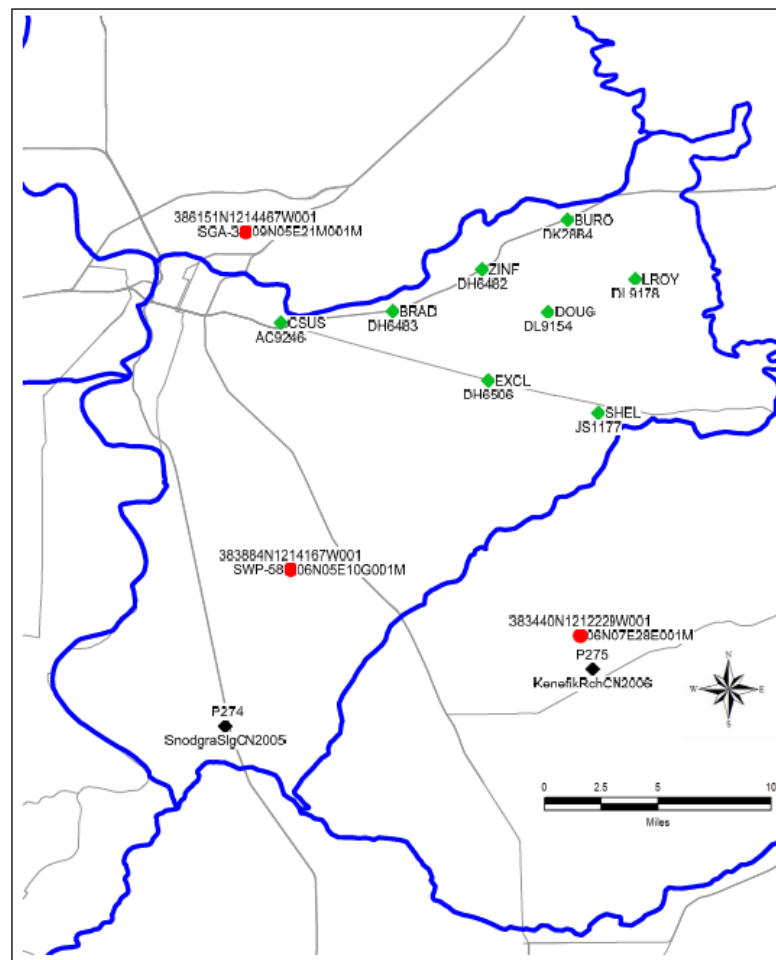 386151N1214467W001
SGA-3 09N05E21M001M
BURO
DK2884
ZINF
DH6482
LROY
DL9178
BRAD
DH6483
DOUG
DL9154
CSUS
AC9246
EXCL
DH6506
SHEL
JS1177
383884N1214167W001
SWP-58 06N05E10G001M
383440N1212229W001
06N07E28E001M
P275
KenefikRchCN2006
N
W E
S
P274
SnodgraSlgCN2005
0 2.5 5 10
Miles